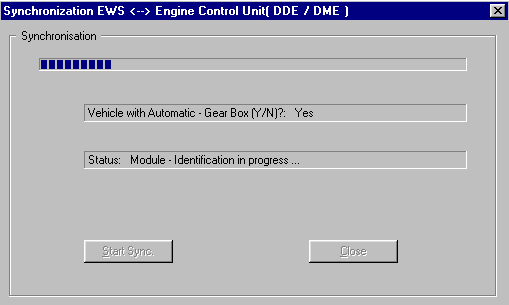 Synchronization EWS <--> Engine Control Unit( DDE / DME )
Synchronisation
Vehicle with Automatic - Gear Box (Y/N)?: Yes
Status: Module - Identification in progress ...
Start Sync. Close